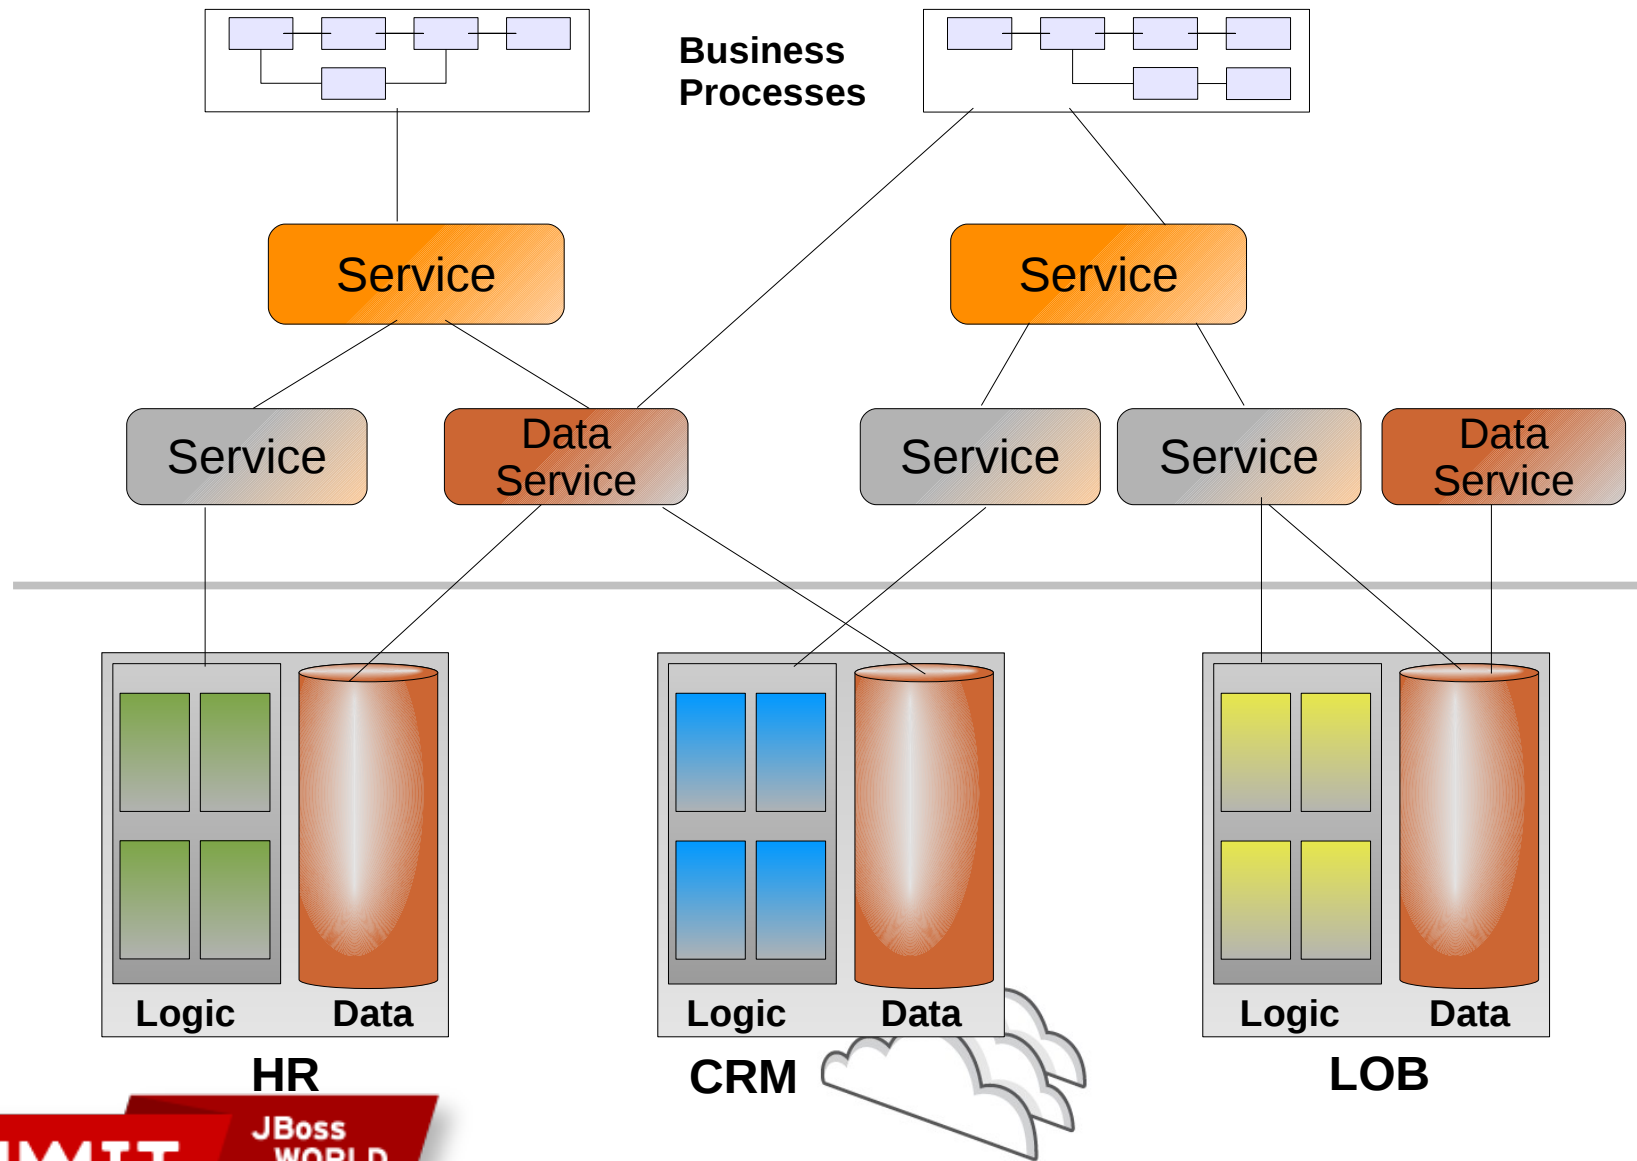 Business
Processes
Service
Service
Service
Data
Service
Service
Service
Data
Service
Logic
Data
Logic
Data
Logic
Data
HR
CRM
LOB
JBoss
WORLD